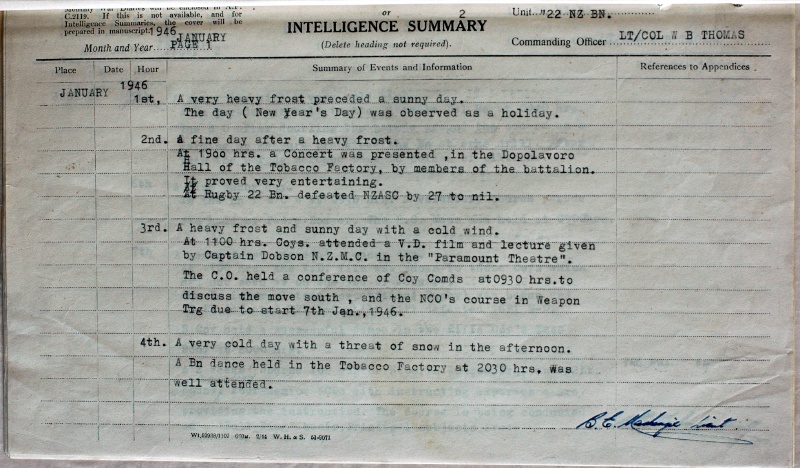 C.2119. If this is not available, and for
Intelligence Summaries, the cover will be
prepared in manuscript.
or
2
INTELLIGENCE SUMMARY
(Delete heading not required).
Unit "22 NZ BN.
Commanding Officer LT/COL W B THOMAS
1946
JANUARY
Month and Year PAGE 1
Place Date Hour Summary of Events and Information References to Appendices
JANUARY 1946
1st, A very heavy frost preceded a sunny day.
The day ( New Year's Day) was observed as a holiday.
2nd. A fine day after a heavy frost.
At 1900 hrs. a Concert was presented ,in the Dopolavoro
Hall of the Tobacco Factory, by members of the battalion.
It proved very entertaining.
At Rugby 22 Bn. defeated NZASC by 27 to nil.
3rd. A heavy frost and sunny day with a cold wind.
At 1100 hrs. Coys. attended a V.D. film and lecture given
by Captain Dobson N.Z.M.C. in the "Paramount Theatre".
The C.O. held a conference of Coy Comds at0930 hrs.to
discuss the move south , and the NCO's course in Weapon
Trg due to start 7th Jan.,1946.
4th. A very cold day with a threat of snow in the afternoon.
A Bn dance held in the Tobacco Factory at 2030 hrs. was
well attended.
W. H. & S.